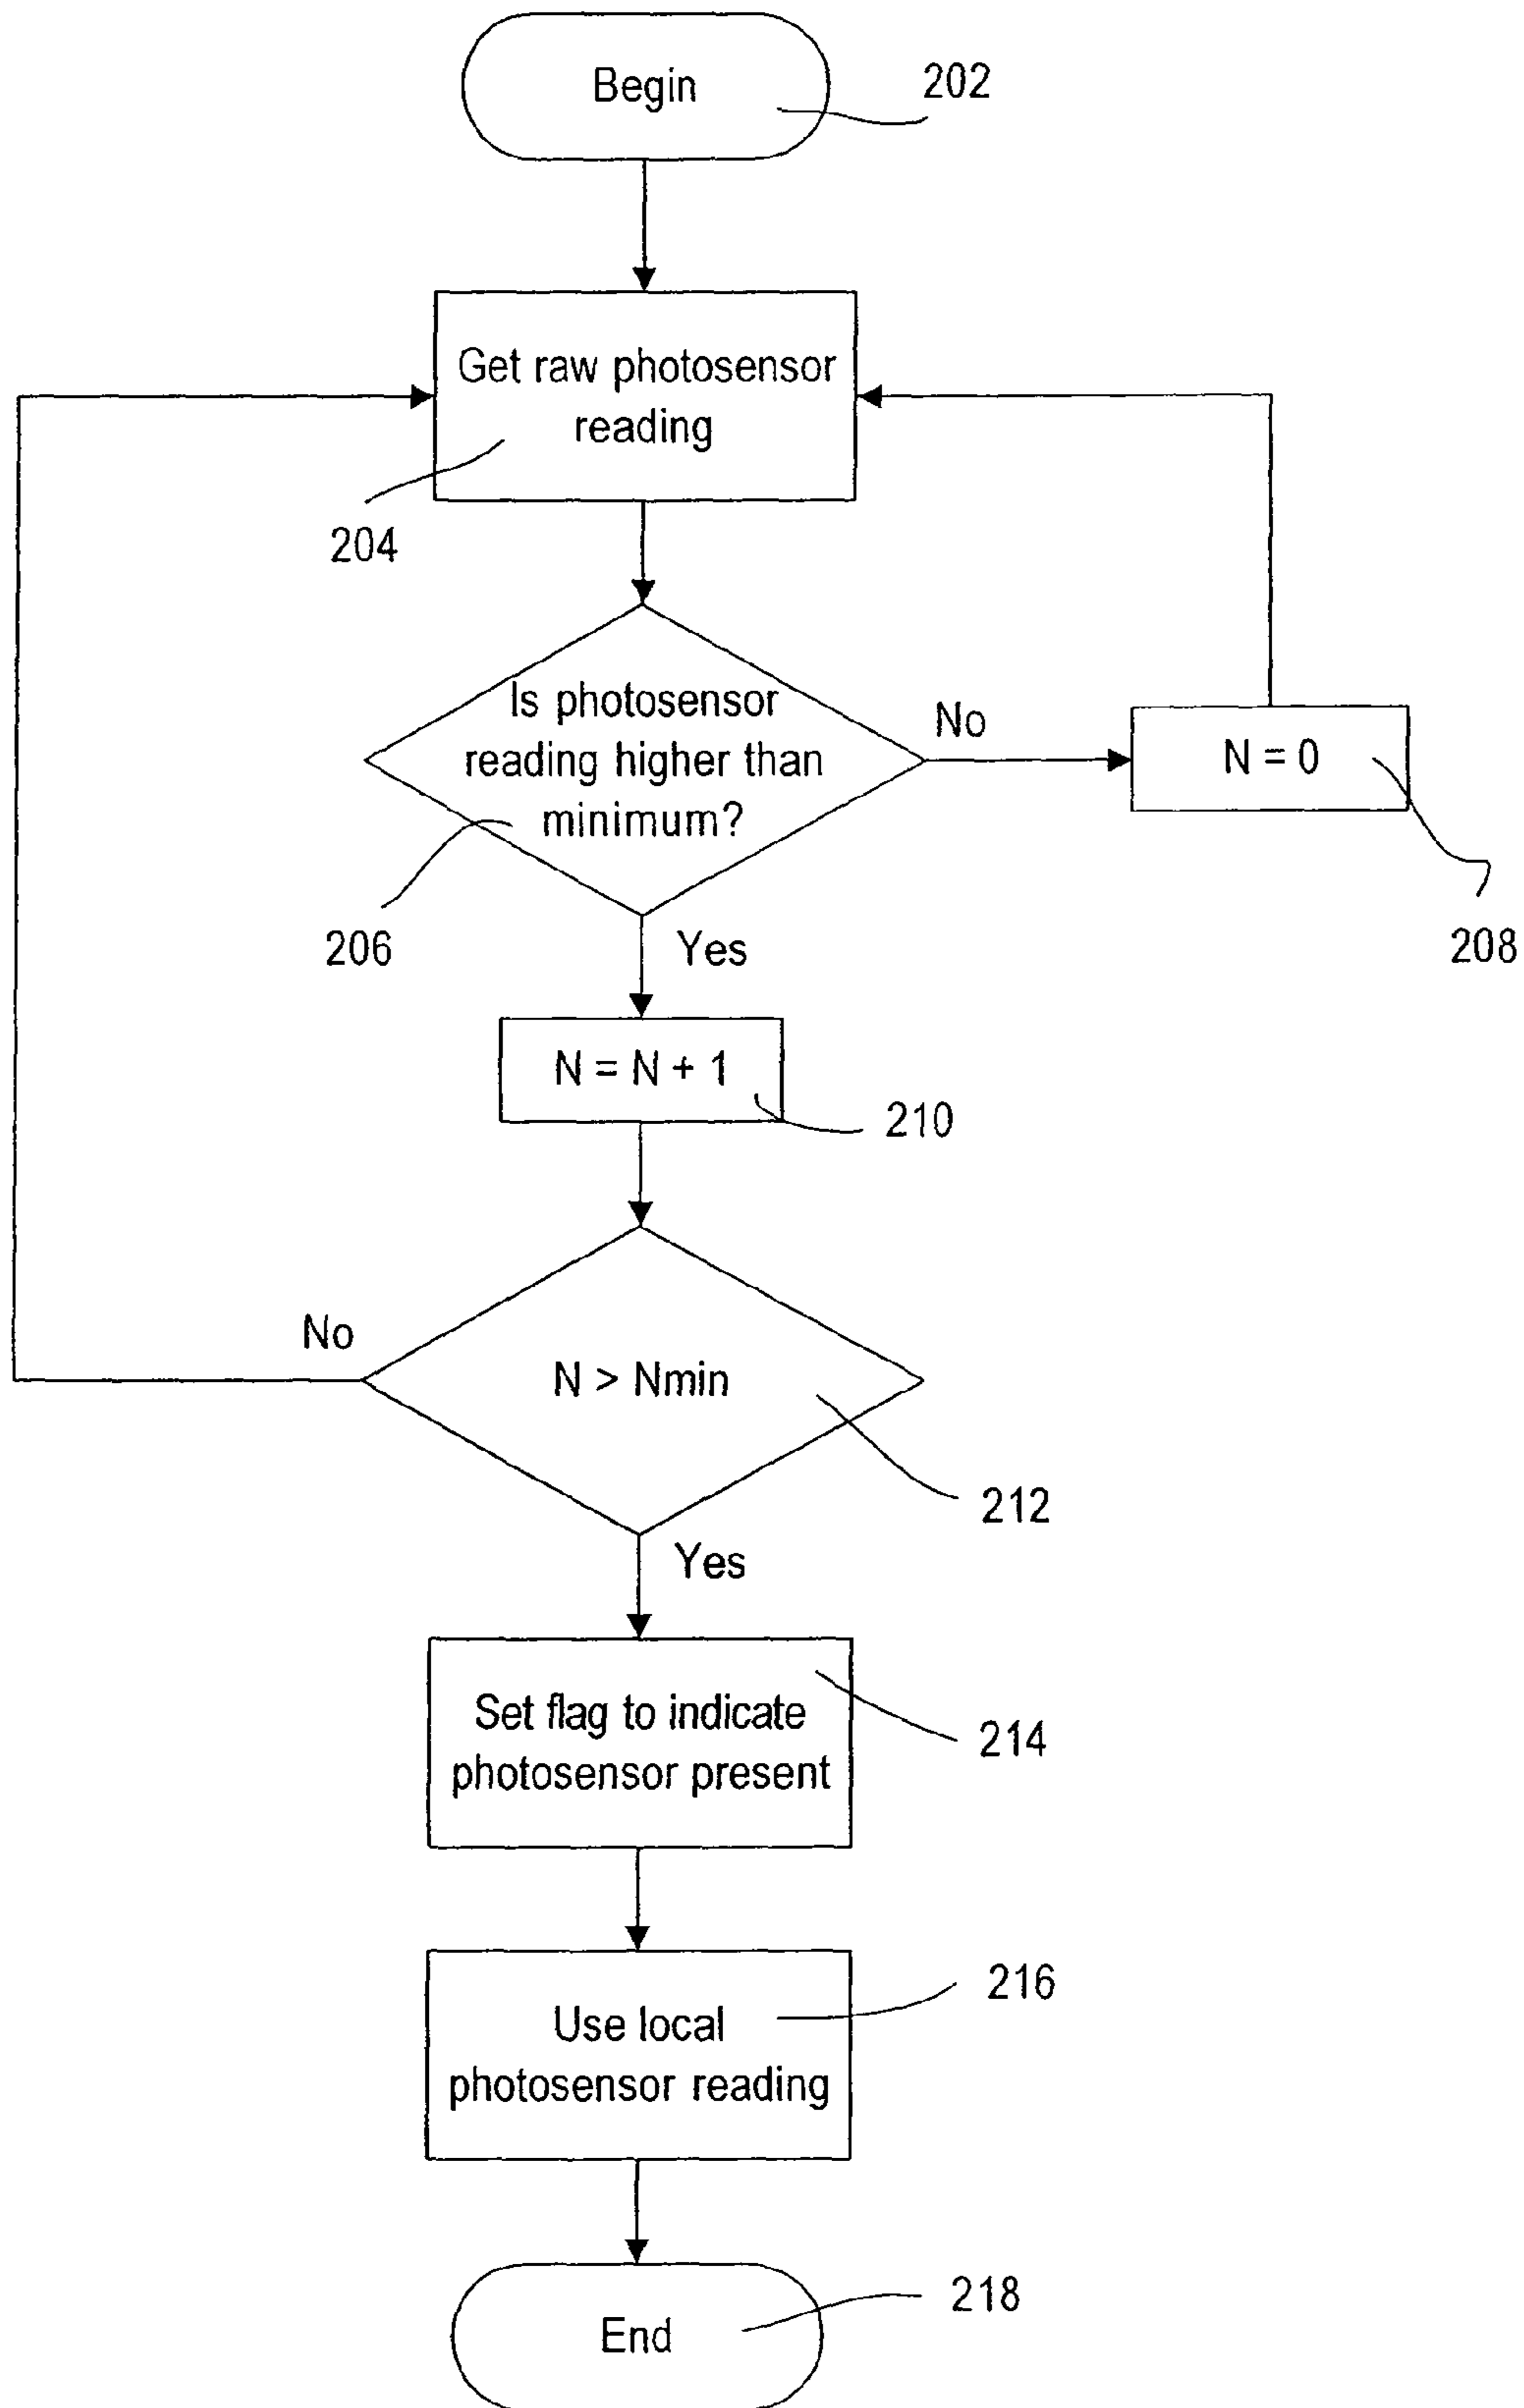 Begin
202
Get raw photosensor
reading
204
Is photosensor
reading higher than
minimum?
No
N = 0
206
Yes
208
N = N + 1
210
No
N > Nmin
212
Yes
Set flag to indicate
photosensor present
214
216
Use local
photosensor reading
218
End